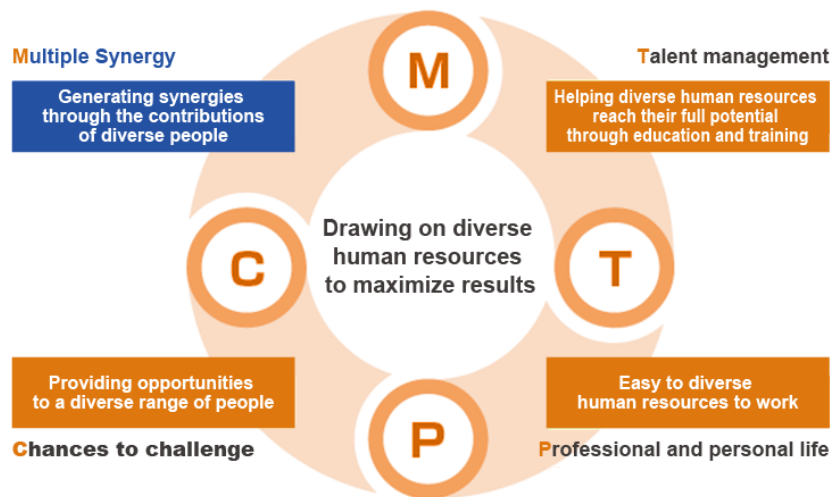 Multiple Synergy
Generating synergies
through the contributions
of diverse people
M
Talent management
Helping diverse human resources
reach their full potential
through education and training
C
Drawing on diverse
human resources
to maximize results
T
Providing opportunities
to a diverse range of people
Chances to challenge
P
Easy to diverse
human resources to work
Professional and personal life